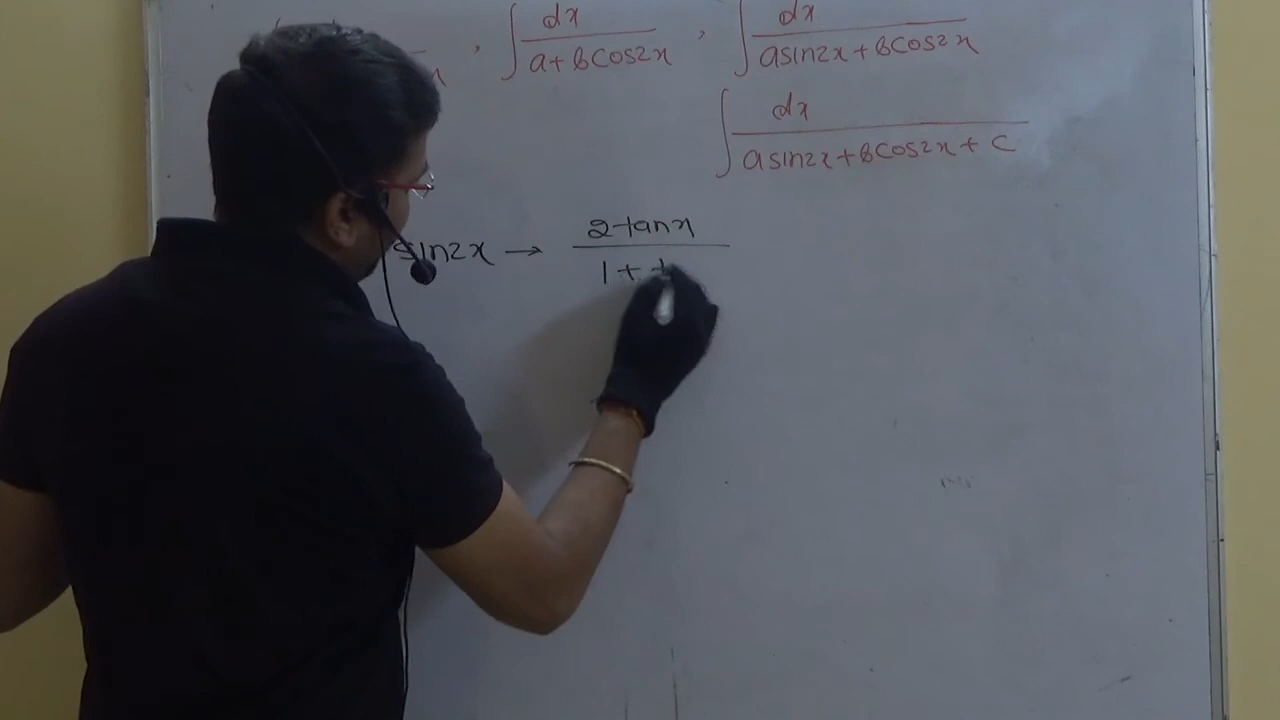 , ∫ dx / a+bcos2x , ∫ dx / asin2x+bcos2x
∫ dx / asin2x+bcos2x+c
sin2x → 2tanx / 1+t